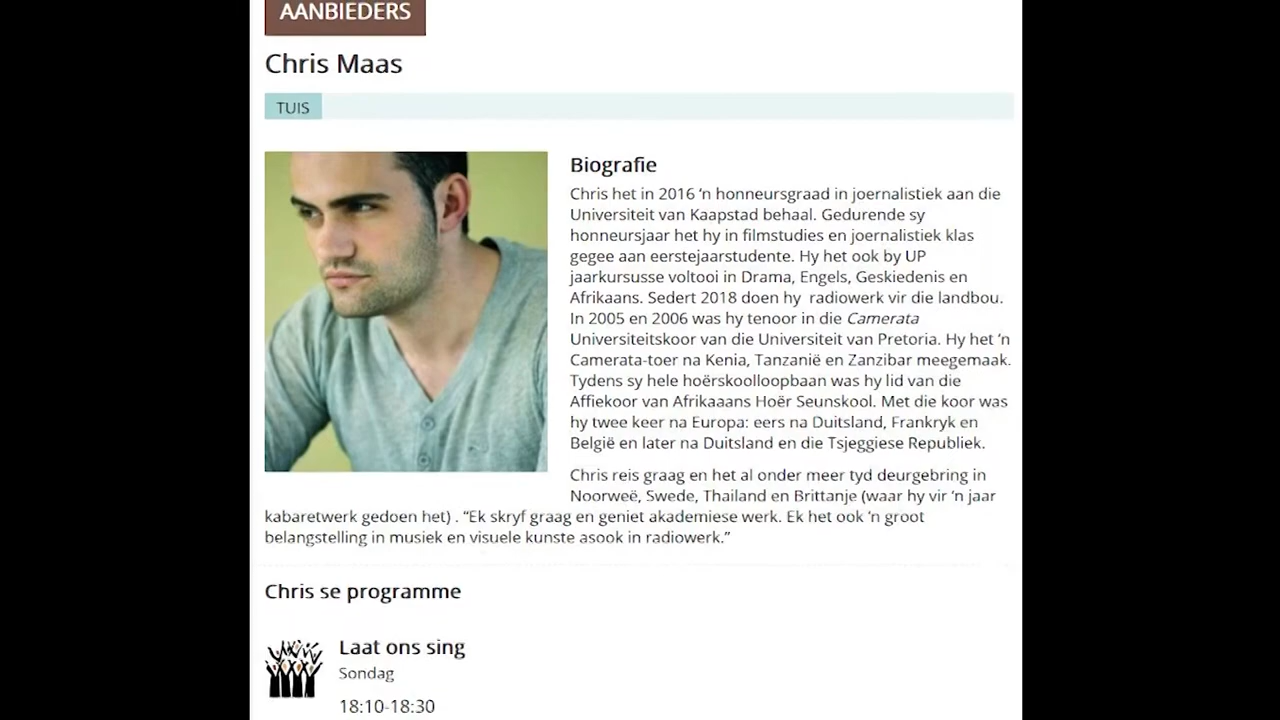 AANBIEDERS
Chris Maas
TUIS
Biografie
Chris het in 2016 ‘n honneursgraad in joernalistiek aan die
Universiteit van Kaapstad behaal. Gedurende sy
honneursjaar het hy in filmstudies en joernalistiek klas
gegee aan eerstejaarstudente. Hy het ook by UP
jaarkursusse voltooi in Drama, Engels, Geskiedenis en
Afrikaans. Sedert 2018 doen hy  radiowerk vir die landbou.
In 2005 en 2006 was hy tenoor in die Camerata
Universiteitskoor van die Universiteit van Pretoria. Hy het ‘n
Camerata-toer na Kenia, Tanzanië en Zanzibar meegemaak.
Tydens sy hele hoërskoolloopbaan was hy lid van die
Affiekoor van Afrikaaans Hoër Seunskool. Met die koor was
hy twee keer na Europa: eers na Duitsland, Frankryk en
België en later na Duitsland en die Tsjeggiese Republiek.
Chris reis graag en het al onder meer tyd deurgebring in
Noorweë, Swede, Thailand en Brittanje (waar hy vir ‘n jaar
kabaretwerk gedoen het) . “Ek skryf graag en geniet akademiese werk. Ek het ook ‘n groot
belangstelling in musiek en visuele kunste asook in radiowerk.”
Chris se programme
Laat ons sing
Sondag
18:10-18:30